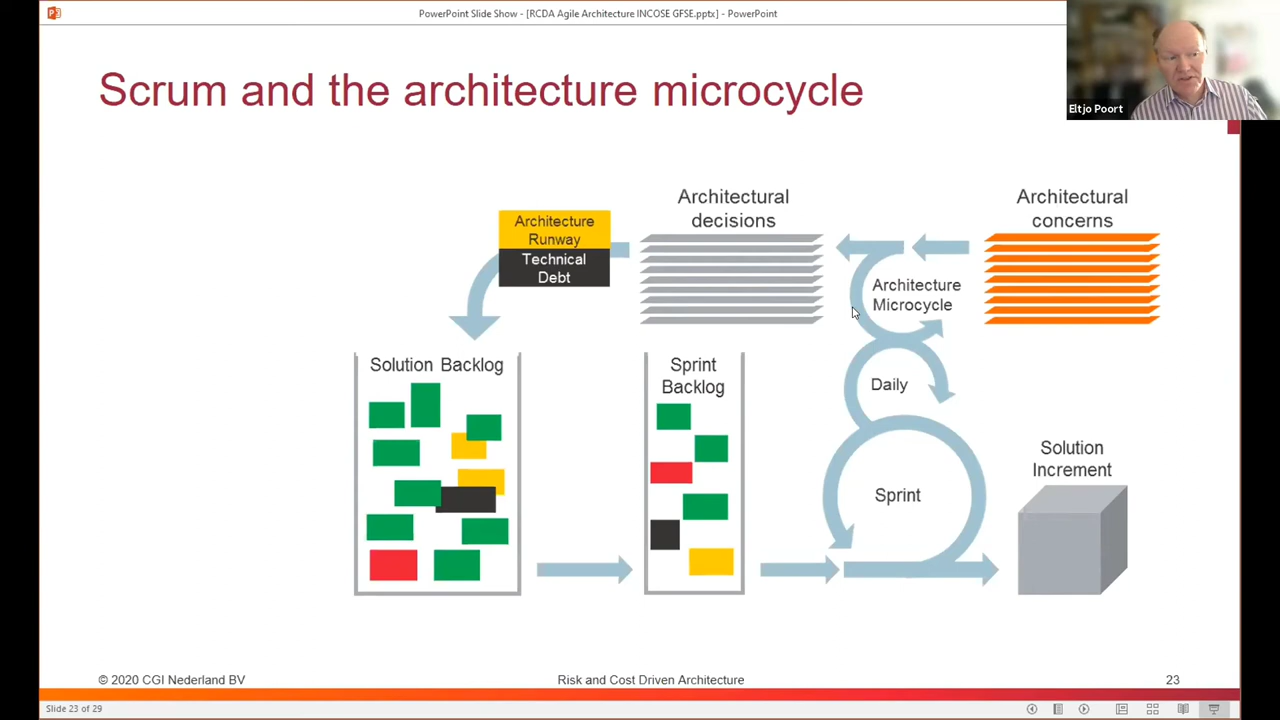 PowerPoint Slide Show - [RCDA Agile Architecture INCOSE GFSE.pptx] - PowerPoint
Eltjo Poort
Scrum and the architecture microcycle
Architecture
Runway
Technical
Debt
Architectural
decisions
Architectural
concerns
Architecture
Microcycle
Solution Backlog
Sprint
Backlog
Daily
Sprint
Solution
Increment
© 2020 CGI Nederland BV
Risk and Cost Driven Architecture
23
Slide 23 of 29